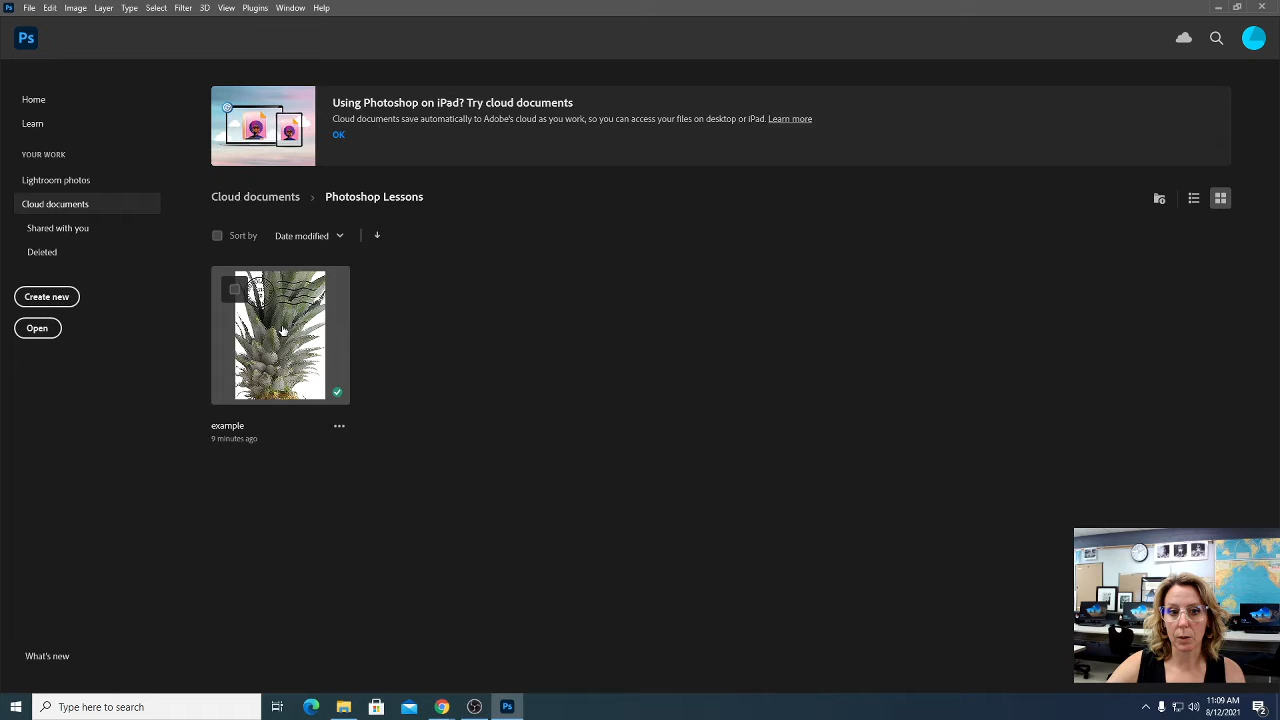 Ps File Edit Image Layer Type Select Filter 3D View Plugins Window Help
Ps
Home
Learn
YOUR WORK
Lightroom photos
Cloud documents
Shared with you
Deleted
Create new
Open
What's new
Using Photoshop on iPad? Try cloud documents
Cloud documents save automatically to Adobe's cloud as you work, so you can access your files on desktop or iPad. Learn more
OK
Cloud documents > Photoshop Lessons
Sort by Date modified
example
9 minutes ago
Type here to search
Ps
11:09 AM
8/12/2021
2